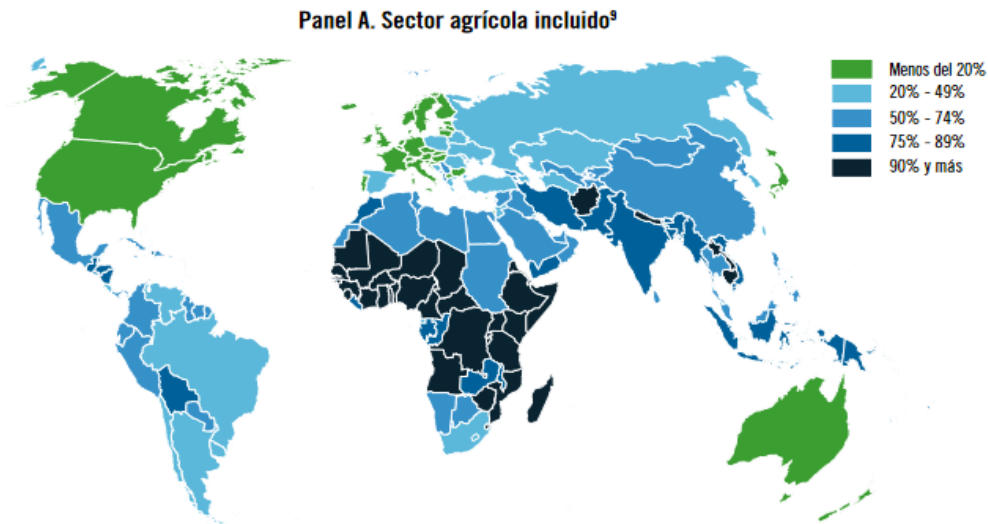 Panel A. Sector agrícola incluido⁹
Menos del 20%
20% - 49%
50% - 74%
75% - 89%
90% y más